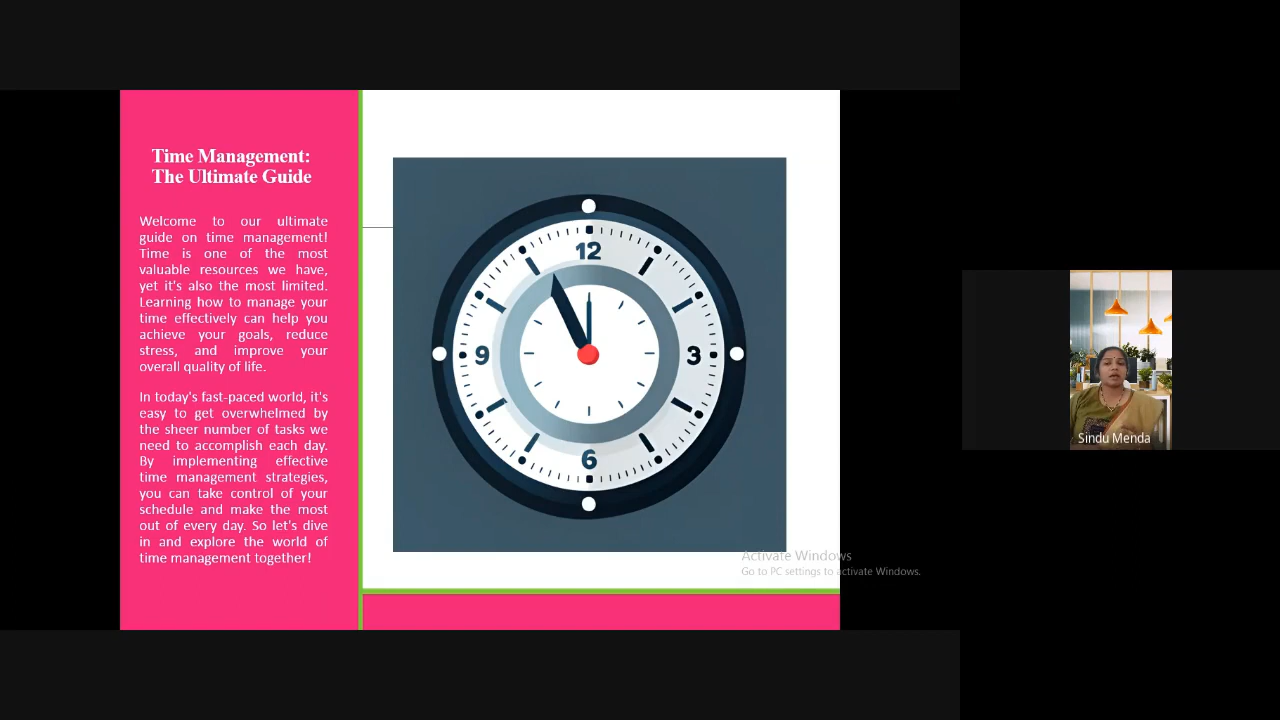 Time Management:
The Ultimate Guide
Welcome to our ultimate
guide on time management!
Time is one of the most
valuable resources we have,
yet it's also the most limited.
Learning how to manage your
time effectively can help you
achieve your goals, reduce
stress, and improve your
overall quality of life.
In today's fast-paced world, it's
easy to get overwhelmed by
the sheer number of tasks we
need to accomplish each day.
By implementing effective
time management strategies,
you can take control of your
schedule and make the most
out of every day. So let's dive
in and explore the world of
time management together!
12
9
3
6
Activate Windows
Go to PC settings to activate Windows.
Sindu Menda